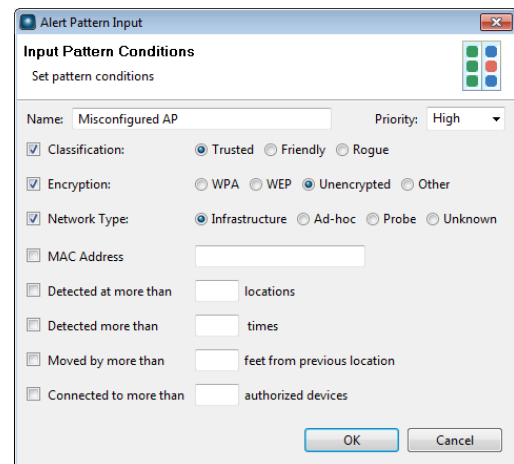 Alert Pattern Input
Input Pattern Conditions
Set pattern conditions
Name: Misconfigured AP Priority: High
Classification: Trusted Friendly Rogue
Encryption: WPA WEP Unencrypted Other
Network Type: Infrastructure Ad-hoc Probe Unknown
MAC Address
Detected at more than locations
Detected more than times
Moved by more than feet from previous location
Connected to more than authorized devices
OK Cancel